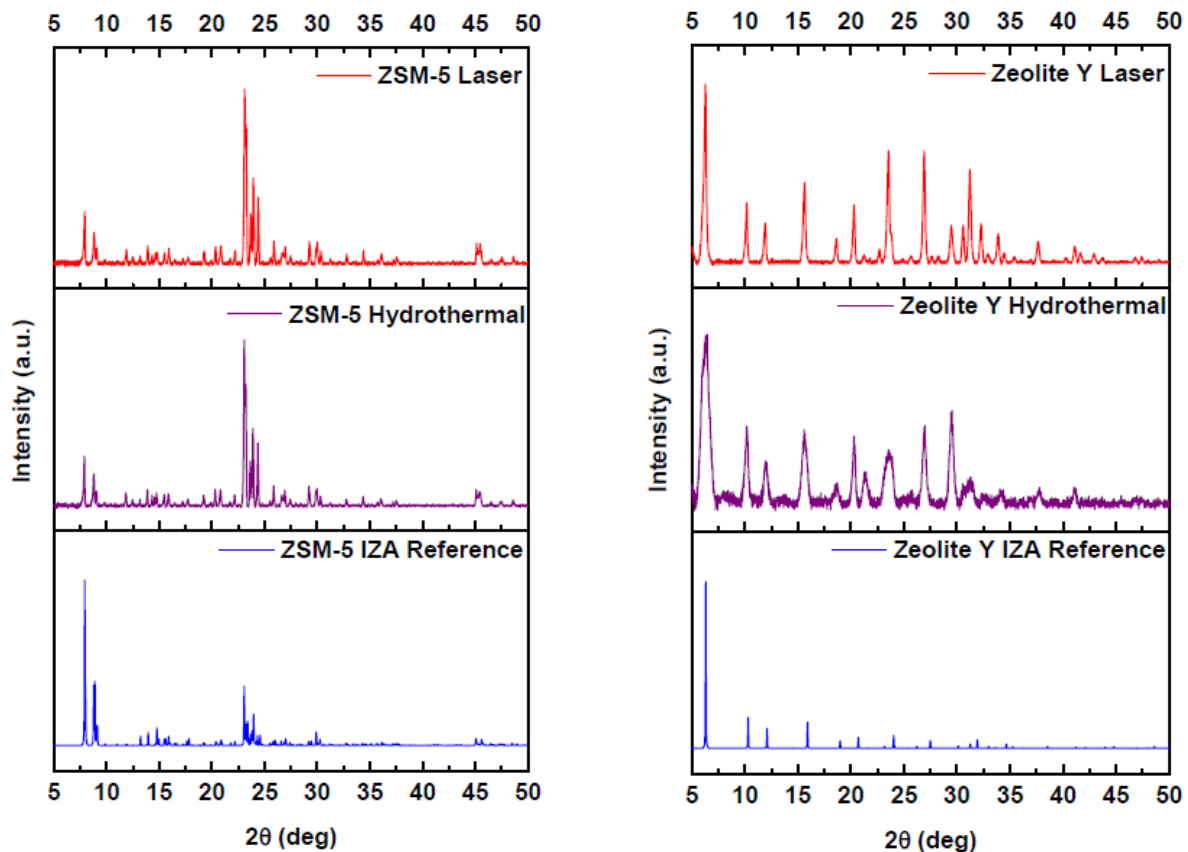 5 10 15 20 25 30 35 40 45 50
ZSM-5 Laser
ZSM-5 Hydrothermal
ZSM-5 IZA Reference
Intensity (a.u.)
5 10 15 20 25 30 35 40 45 50
2θ (deg)
5 10 15 20 25 30 35 40 45 50
Zeolite Y Laser
Zeolite Y Hydrothermal
Zeolite Y IZA Reference
Intensity (a.u.)
5 10 15 20 25 30 35 40 45 50
2θ (deg)